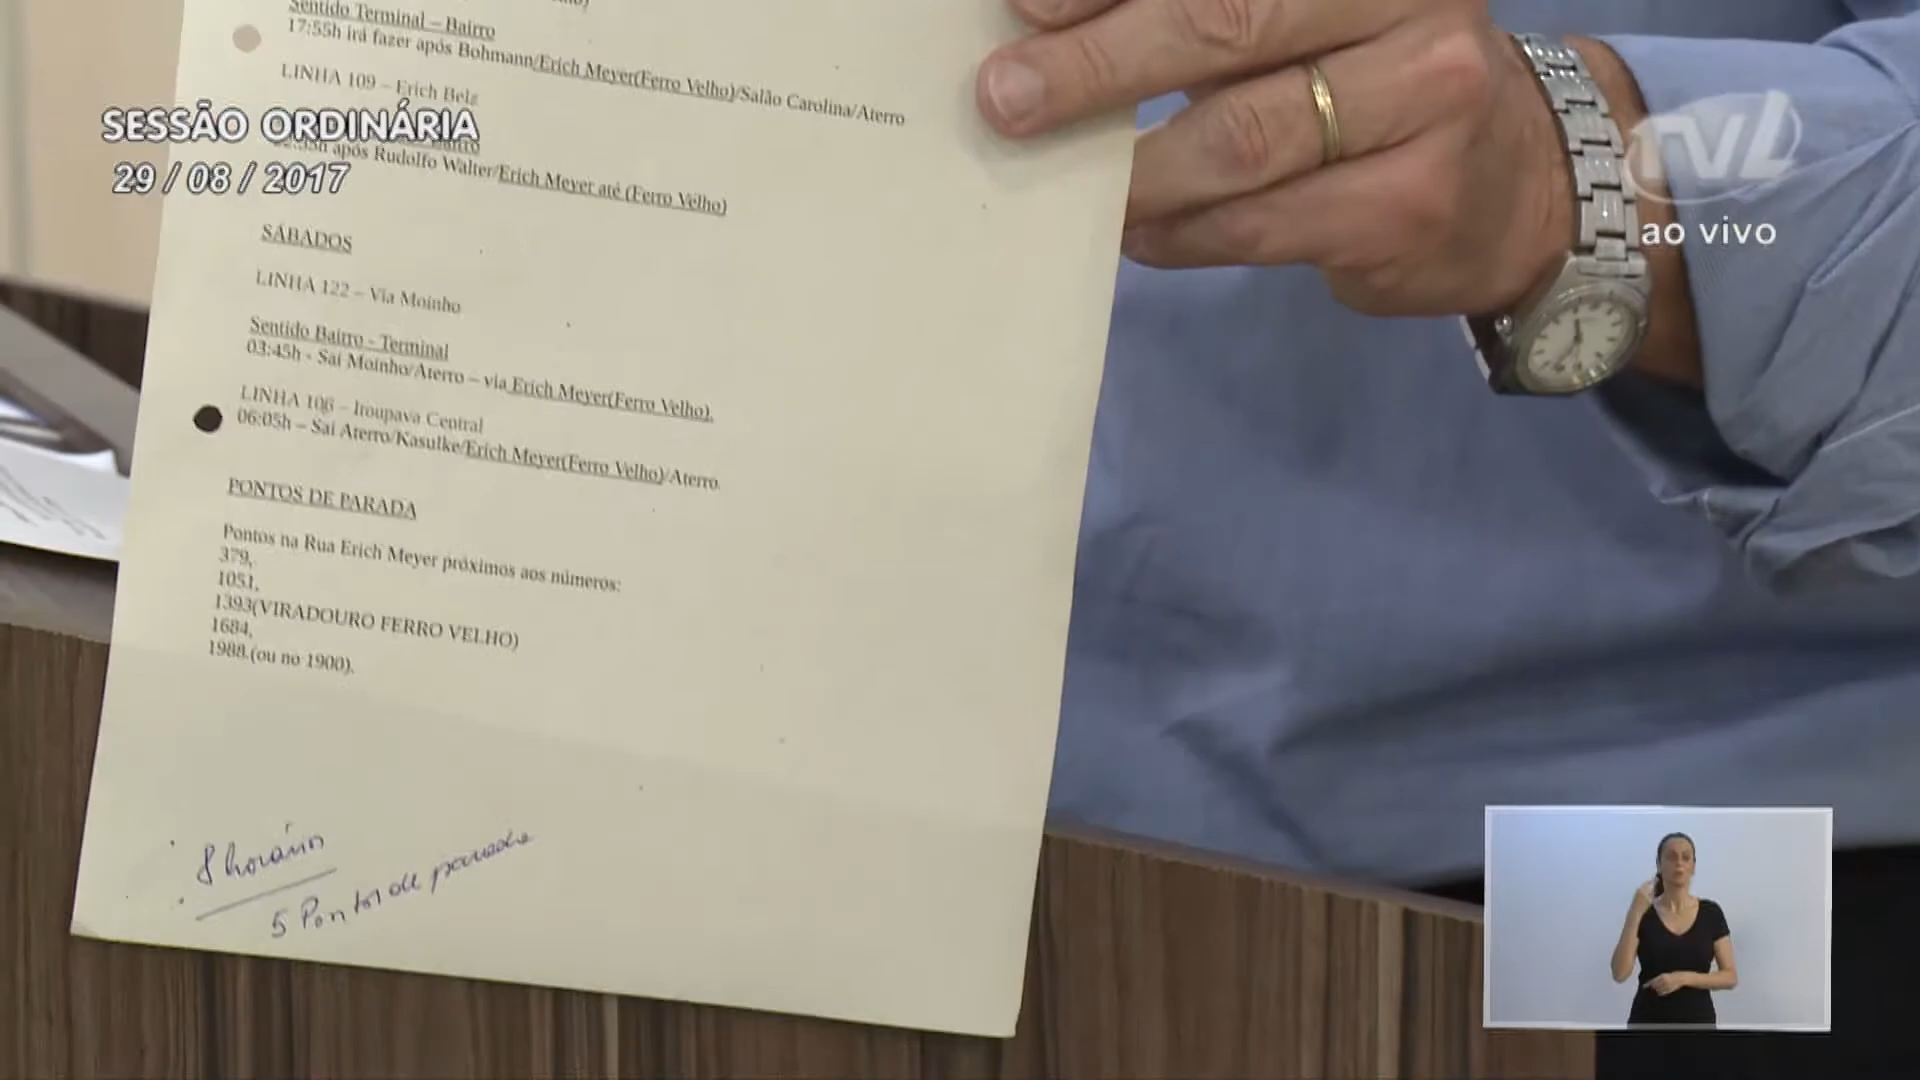 Sentido Terminal – Bairro
17:55h irá fazer após Bohmann/Erich Meyer(Ferro Velho)/Salão Carolina/Aterro
LINHA 109 – Erich Belz
após Rudolfo Walter/Erich Meyer até (Ferro Velho)
SÁBADOS
LINHA 122 – Via Moinho
Sentido Bairro - Terminal
03:45h - Sai Moinho/Aterro – via Erich Meyer(Ferro Velho).
LINHA 106 – Itoupava Central
06:05h – Sai Aterro/Kasulke/Erich Meyer(Ferro Velho)/Aterro.
PONTOS DE PARADA
Pontos na Rua Erich Meyer próximos aos números:
379,
1051,
1393(VIRADOURO FERRO VELHO)
1684,
1988.(ou no 1900).
8 horários
5 Pontos de parada
SESSÃO ORDINÁRIA
29 / 08 / 2017
TVL
ao vivo